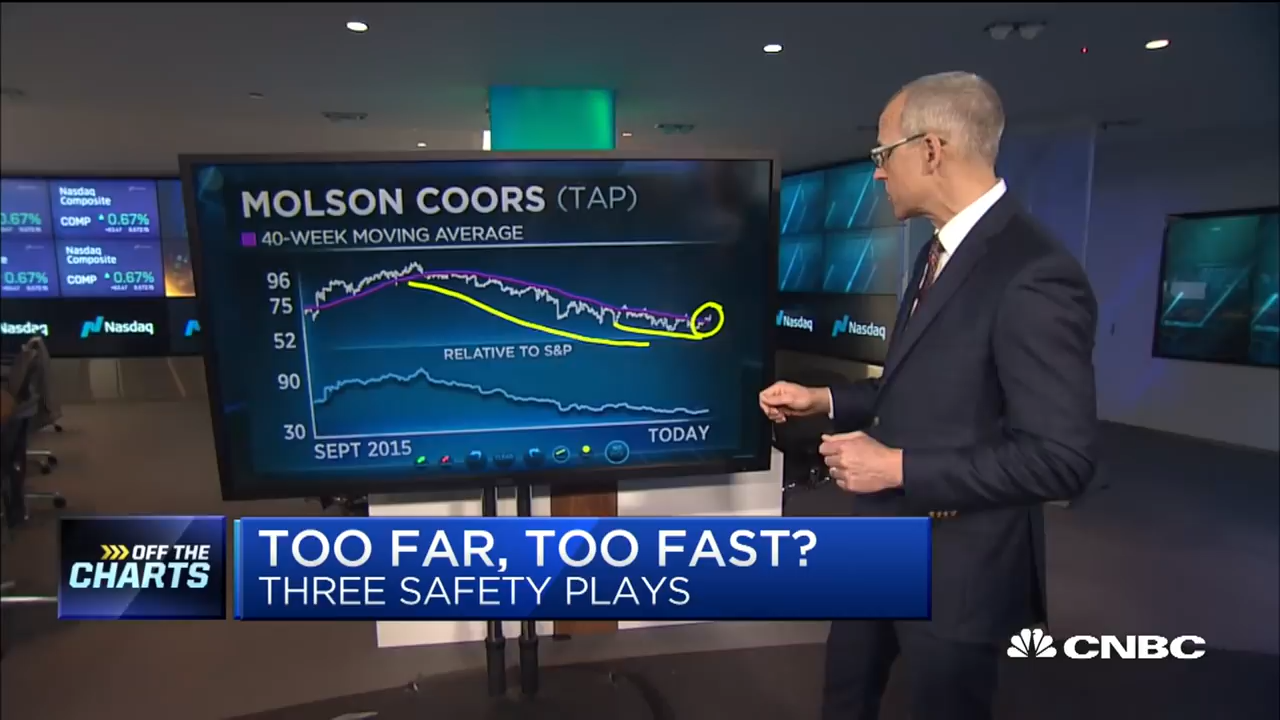 MOLSON COORS (TAP)
40-WEEK MOVING AVERAGE
96
75
52
RELATIVE TO S&P
90
30
SEPT 2015
TODAY
Nasdaq
Composite
0.67%
COMP 0.67%
Nasdaq
Composite
0.67%
COMP 0.67%
Nasdaq
Nasdaq
Nasdaq
Nasdaq
OFF THE
CHARTS
TOO FAR, TOO FAST?
THREE SAFETY PLAYS
CNBC